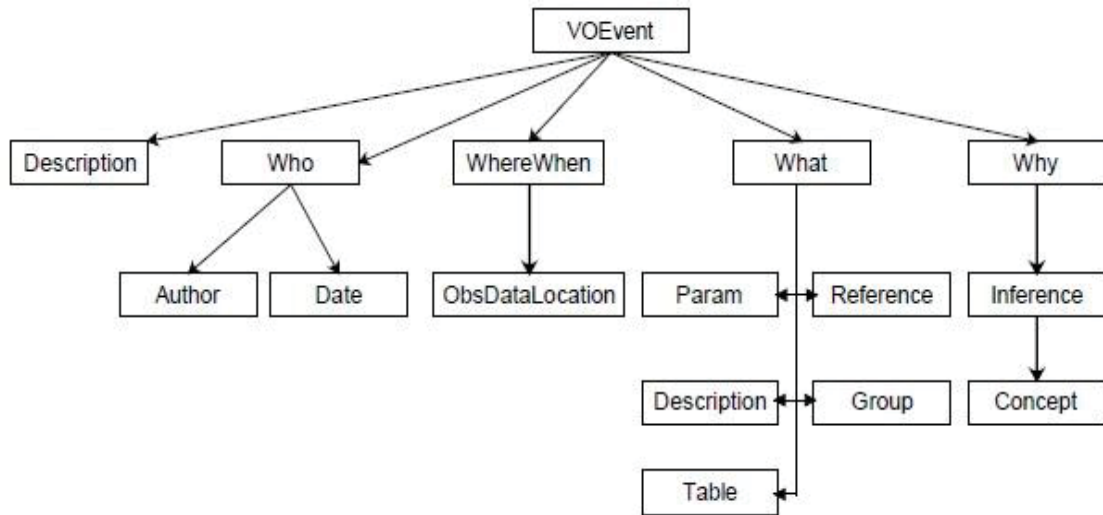 VOEvent
Description Who WhereWhen What Why
Author Date ObsDataLocation Param Reference Inference
Description Group Concept
Table